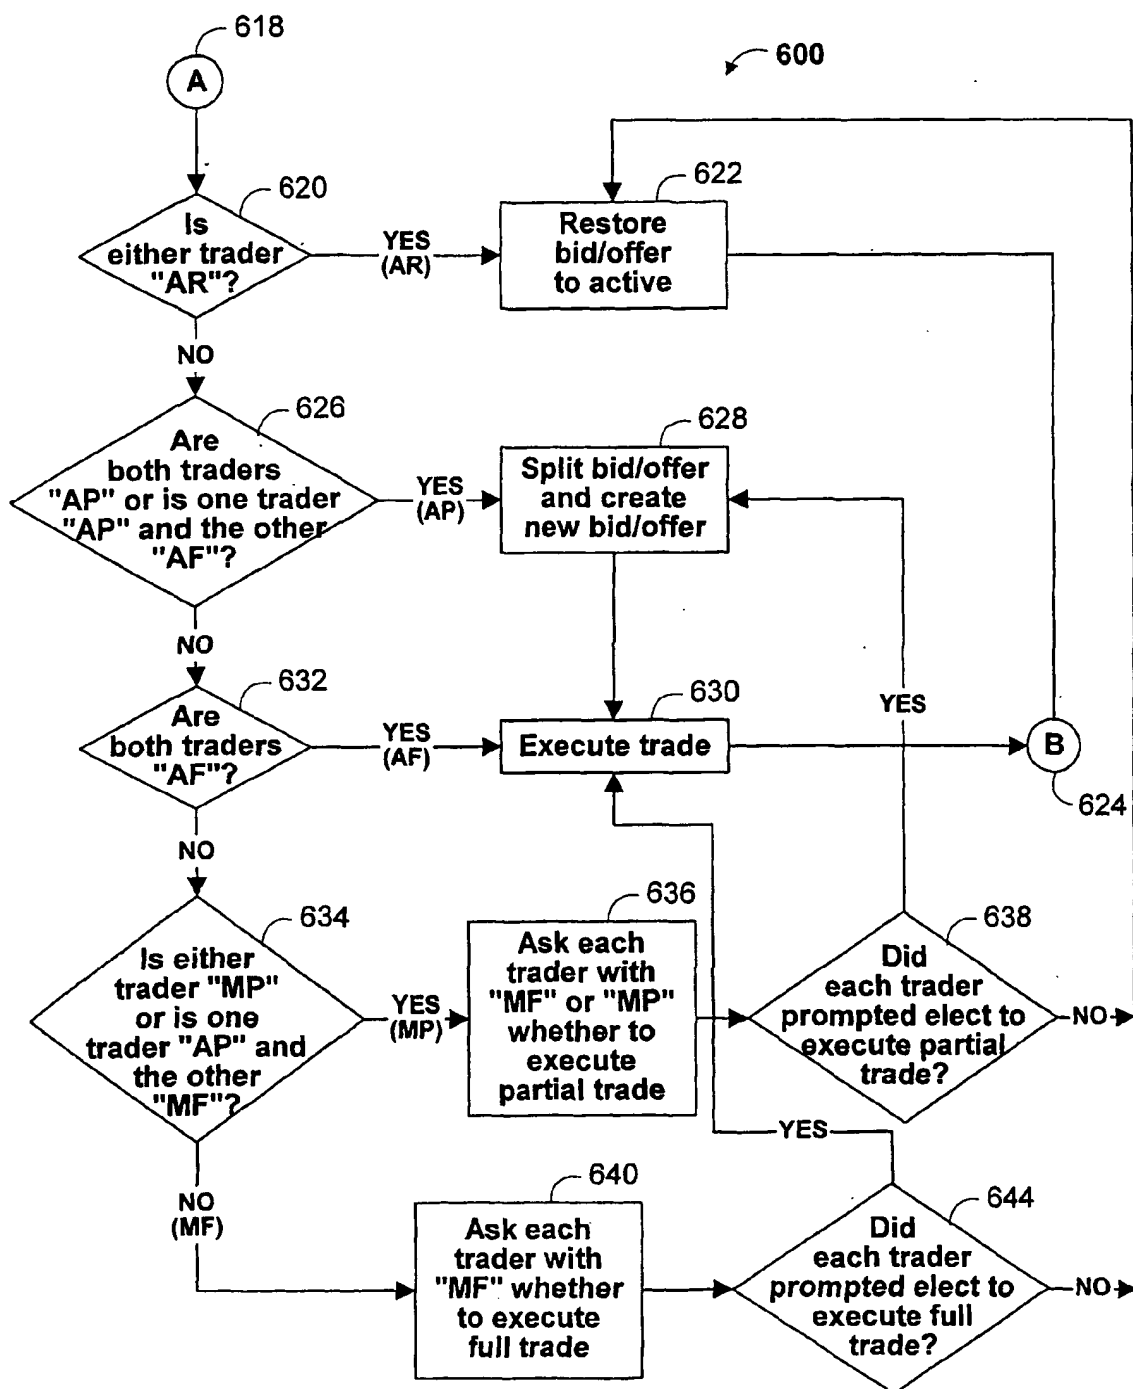 618
A
600
620
Is
either trader
"AR"?
YES
(AR)
622
Restore
bid/offer
to active
NO
626
Are
both traders
"AP" or is one trader
"AP" and the other
"AF"?
YES
(AP)
628
Split bid/offer
and create
new bid/offer
NO
632
Are
both traders
"AF"?
YES
(AF)
630
Execute trade
YES
B
624
NO
634
Is either
trader "MP"
or is one
trader "AP" and
the other
"MF"?
YES
(MP)
636
Ask each
trader with
"MF" or "MP"
whether to
execute
partial trade
638
Did
each trader
prompted elect to
execute partial
trade?
NO
YES
NO
(MF)
640
Ask each
trader with
"MF" whether
to execute
full trade
644
Did
each trader
prompted elect to
execute full
trade?
NO